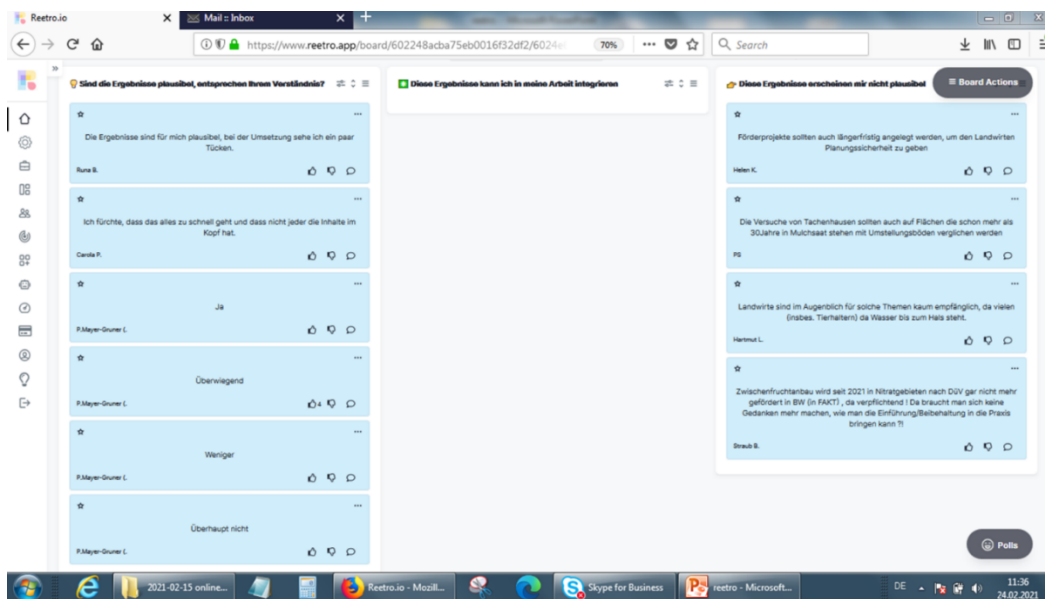 Reetro.io
Mail :: Inbox
https://www.reetro.app/board/602248acba75eb0016f32df2/6024e
70%
Search
Sind die Ergebnisse plausibel, entsprechen Ihrem Verständnis?
Die Ergebnisse sind für mich plausibel, bei der Umsetzung sehe ich ein paar
Tücken.
Runa B.
Ich fürchte, dass das alles zu schnell geht und dass nicht jeder die Inhalte im
Kopf hat.
Carola P.
Ja
P.Mayer-Gruner (.
Überwiegend
P.Mayer-Gruner (.
4
Weniger
P.Mayer-Gruner (.
Überhaupt nicht
P.Mayer-Gruner (.
Diese Ergebnisse kann ich in meine Arbeit integrieren
Diese Ergebnisse erscheinen mir nicht plausibel
Board Actions
Förderprojekte sollten auch längerfristig angelegt werden, um den Landwirten
Planungssicherheit zu geben
Helen K.
Die Versuche von Tachenhausen sollten auch auf Flächen die schon mehr als
30Jahre in Mulchsaat stehen mit Umstellungsböden verglichen werden
PS
Landwirte sind im Augenblich für solche Themen kaum empfänglich, da vielen
(insbes. Tierhaltern) da Wasser bis zum Hals steht.
Hartmut L.
Zwischenfruchtanbau wird seit 2021 in Nitratgebieten nach DüV gar nicht mehr
gefördert in BW (in FAKT) , da verpflichtend ! Da braucht man sich keine
Gedanken mehr machen, wie man die Einführung/Beibehaltung in die Praxis
bringen kann ?!
Straub B.
Polls
2021-02-15 online...
Reetro.io - Mozill...
Skype for Business
reetro - Microsoft...
DE
11:36
24.02.2021